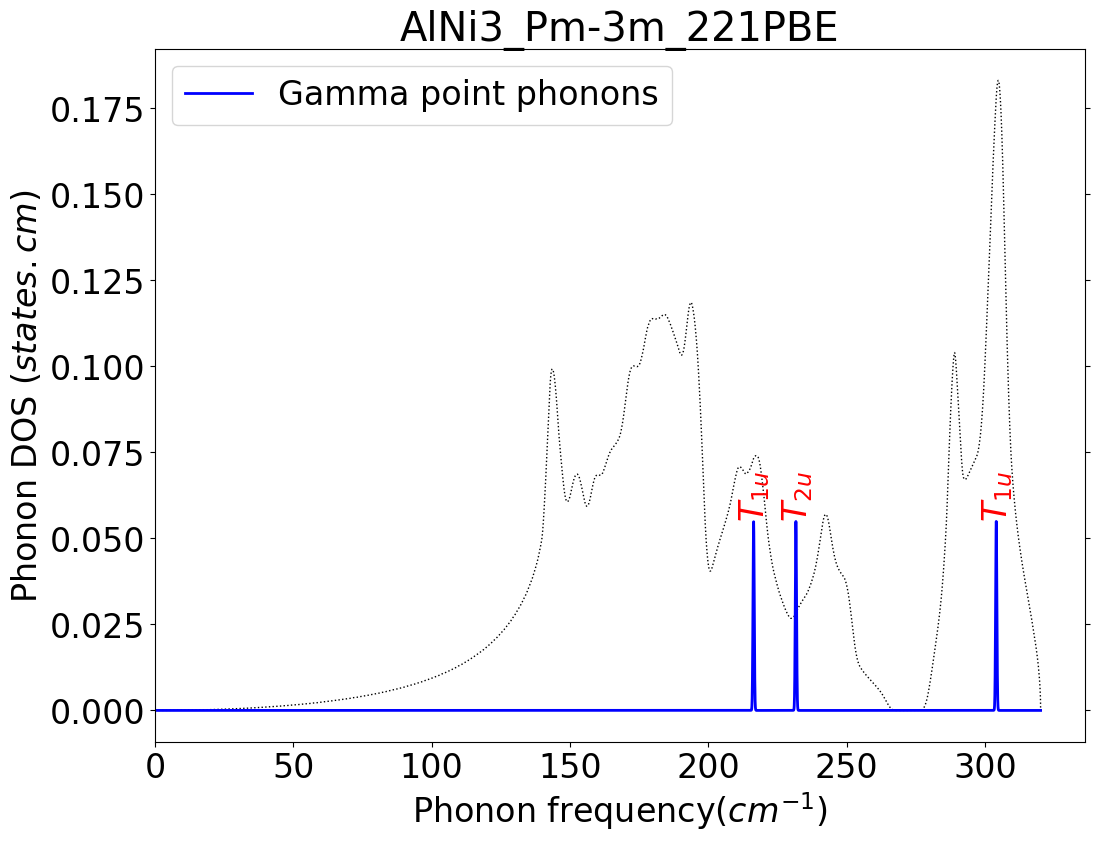 AlNi3_Pm-3m_221PBE
Gamma point phonons
Phonon DOS (states.cm)
0.175
0.150
0.125
0.100
0.075
0.050
0.025
0.000
T1u
T2u
T1u
0 50 100 150 200 250 300
Phonon frequency(cm⁻¹)